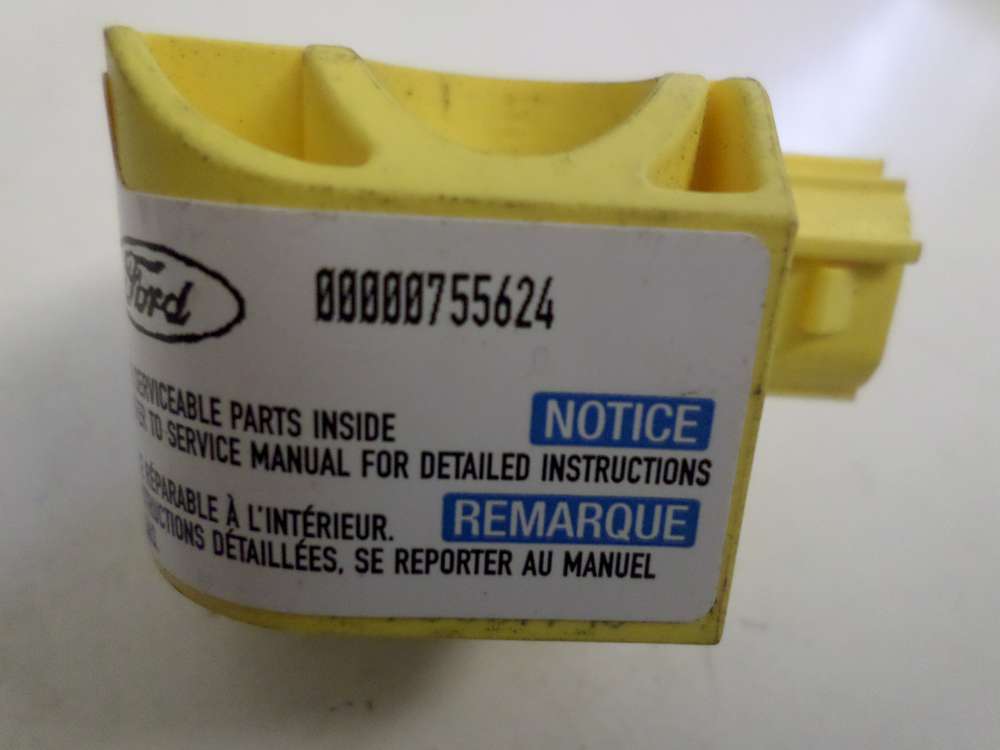 Ford
00000755624
SERVICEABLE PARTS INSIDE
NOTICE
TO SERVICE MANUAL FOR DETAILED INSTRUCTIONS
RÉPARABLE À L'INTÉRIEUR.
REMARQUE
DÉTAILLÉES, SE REPORTER AU MANUEL